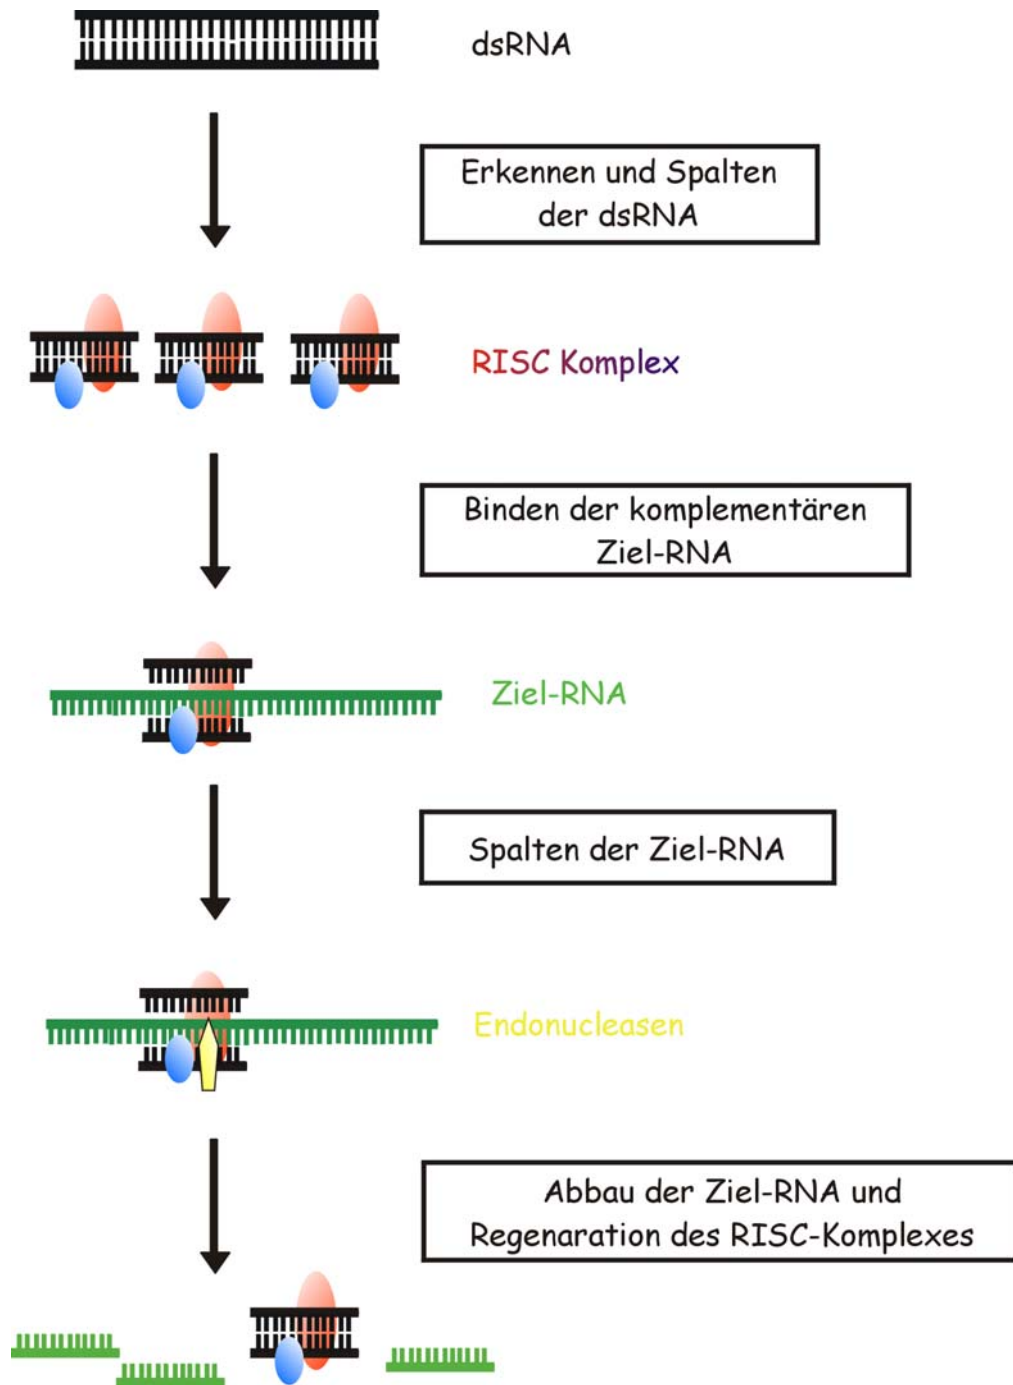 dsRNA
Erkennen und Spalten
der dsRNA
RISC Komplex
Binden der komplementären
Ziel-RNA
Ziel-RNA
Spalten der Ziel-RNA
Endonucleasen
Abbau der Ziel-RNA und
Regenaration des RISC-Komplexes